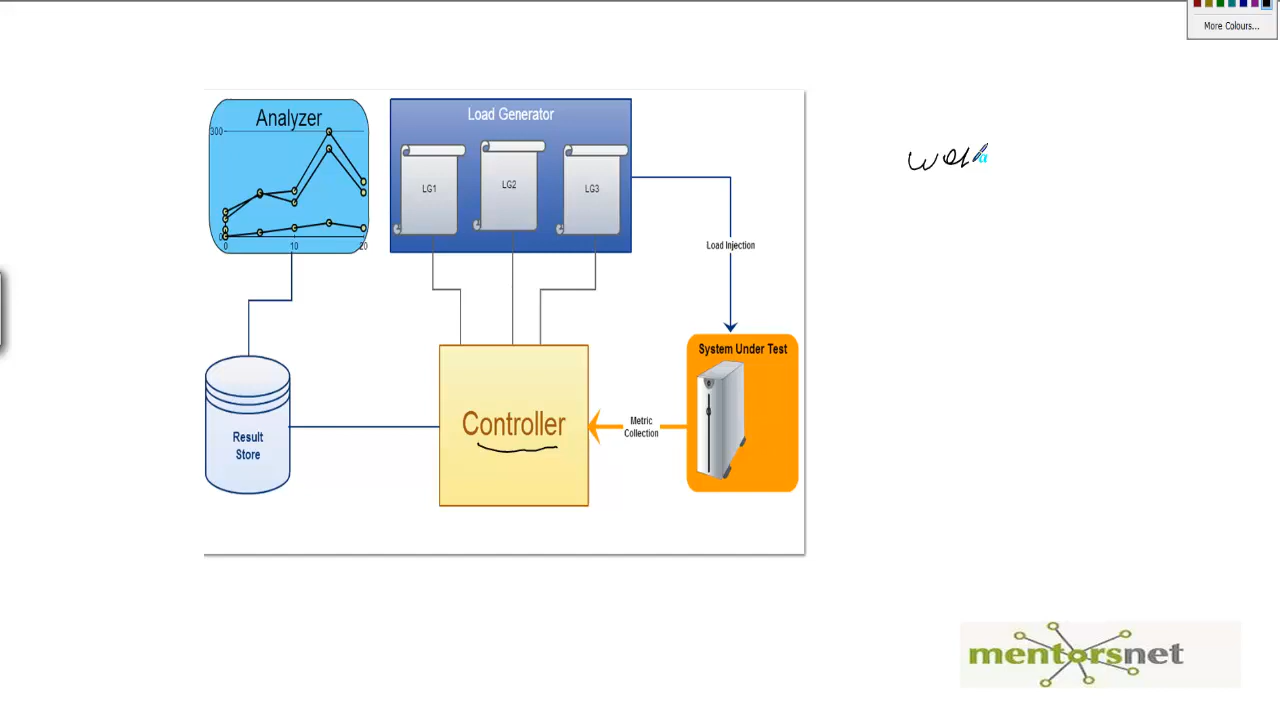 More Colours...
Analyzer
300
0
0
10
20
Load Generator
LG1
LG2
LG3
Load Injection
System Under Test
Controller
Metric
Collection
Result
Store
mentorsnet